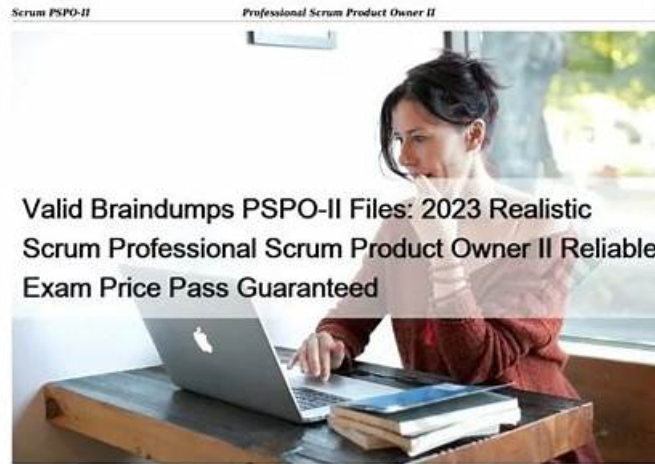 Scrum PSPO-II Professional Scrum Product Owner II
Valid Braindumps PSPO-II Files: 2023 Realistic
Scrum Professional Scrum Product Owner II Reliable
Exam Price Pass Guaranteed